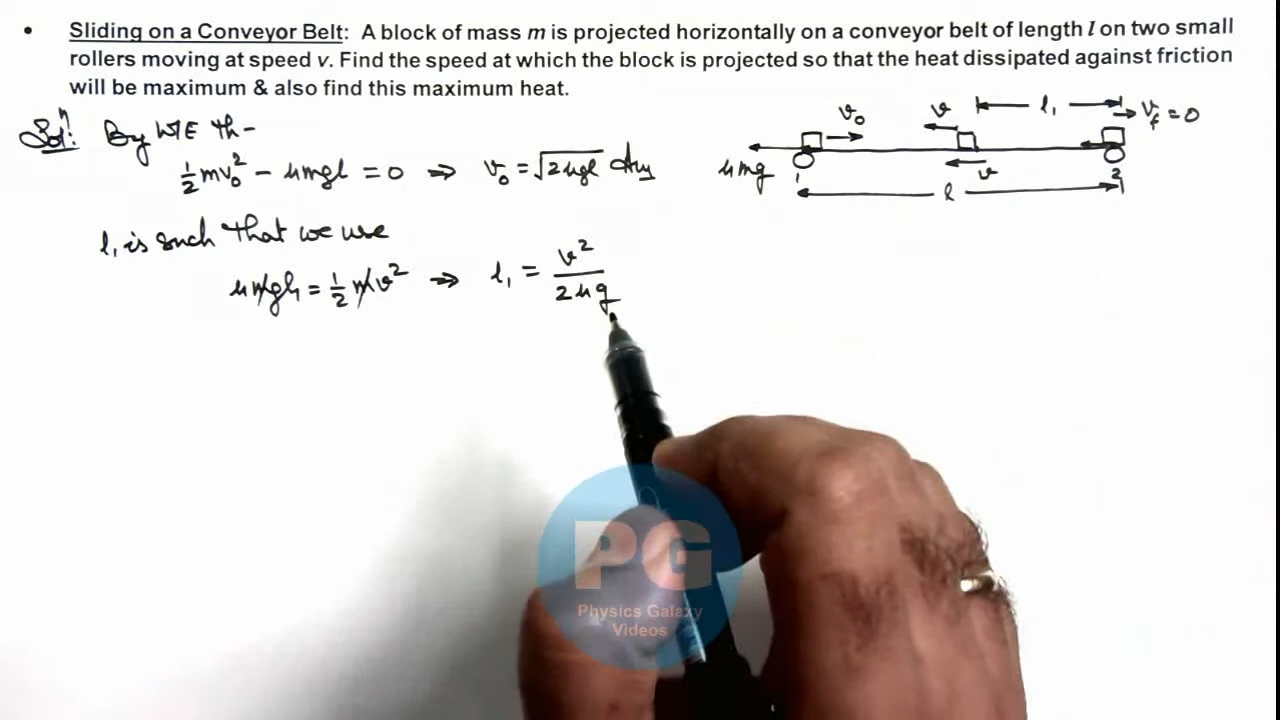 • Sliding on a Conveyor Belt: A block of mass m is projected horizontally on a conveyor belt of length l on two small
rollers moving at speed v. Find the speed at which the block is projected so that the heat dissipated against friction
will be maximum & also find this maximum heat.
Solⁿ: By WE Th-
½mv₀² - μmgl = 0 ⇒ v₀ = √2μgl Ans
l₁ is such that we use
μmgl₁ = ½mv² ⇒ l₁ = v²/2μg
v₀
v
l₁
v_f = 0
μmg
1
v
2
l
PG
Physics Galaxy
Videos